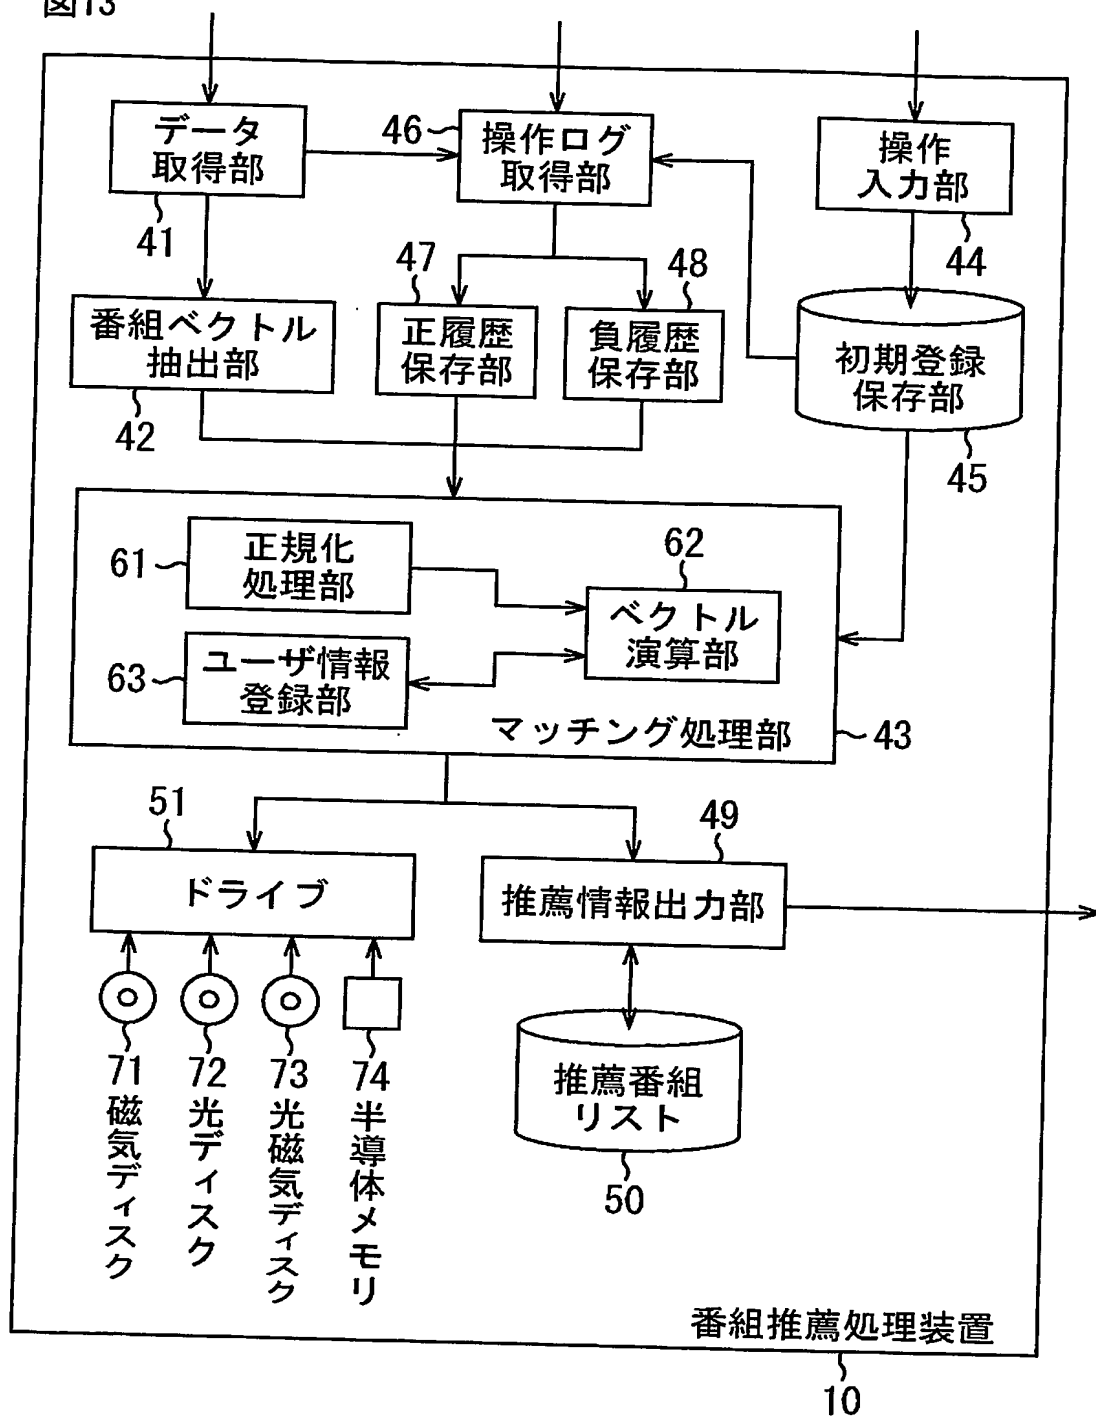 図13
データ
取得部
41
46
操作ログ
取得部
操作
入力部
44
番組ベクトル
抽出部
42
47
正履歴
保存部
48
負履歴
保存部
初期登録
保存部
45
61
正規化
処理部
62
ベクトル
演算部
63
ユーザ情報
登録部
マッチング処理部
43
51
ドライブ
49
推薦情報出力部
71
磁気ディスク
72
光ディスク
73
光磁気ディスク
74
半導体メモリ
推薦番組
リスト
50
番組推薦処理装置
10